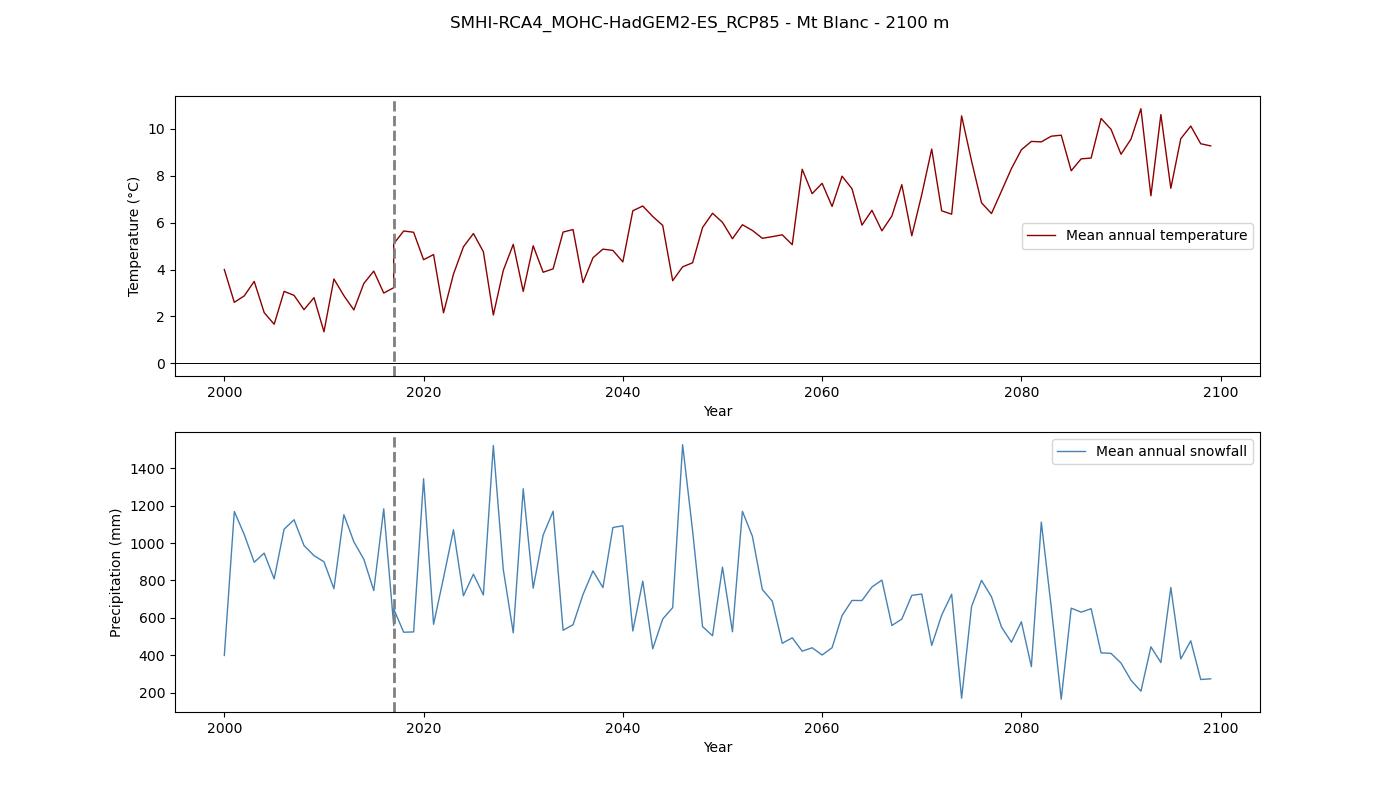 SMHI-RCA4_MOHC-HadGEM2-ES_RCP85 - Mt Blanc - 2100 m
10
8
6
4
2
0
Temperature (°C)
Mean annual temperature
2000 2020 2040 2060 2080 2100
Year
1400
1200
1000
800
600
400
200
Precipitation (mm)
Mean annual snowfall
2000 2020 2040 2060 2080 2100
Year